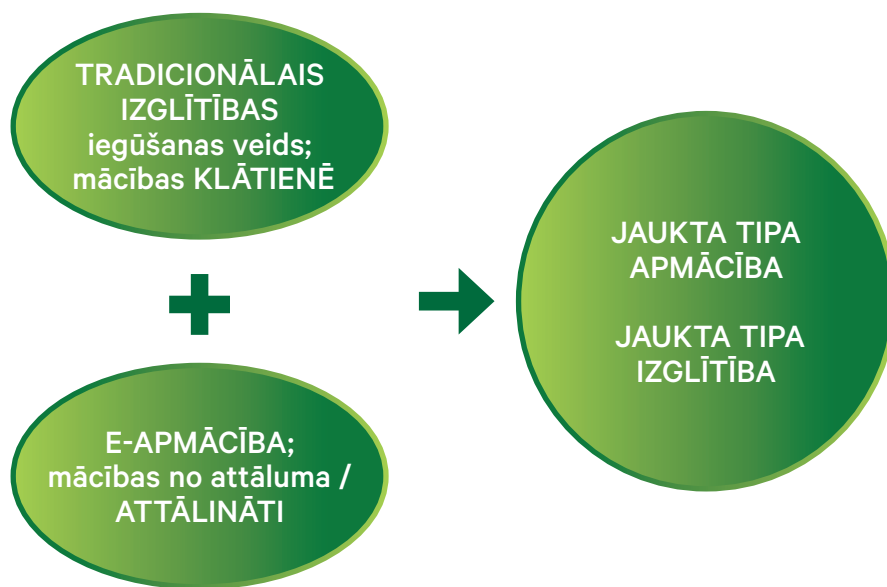 TRADICIONĀLAIS
IZGLĪTĪBAS
iegūšanas veids;
mācības KLĀTIENĒ
E-APMĀCĪBA;
mācības no attāluma /
ATTĀLINĀTI
JAUKTA TIPA
APMĀCĪBA
JAUKTA TIPA
IZGLĪTĪBA